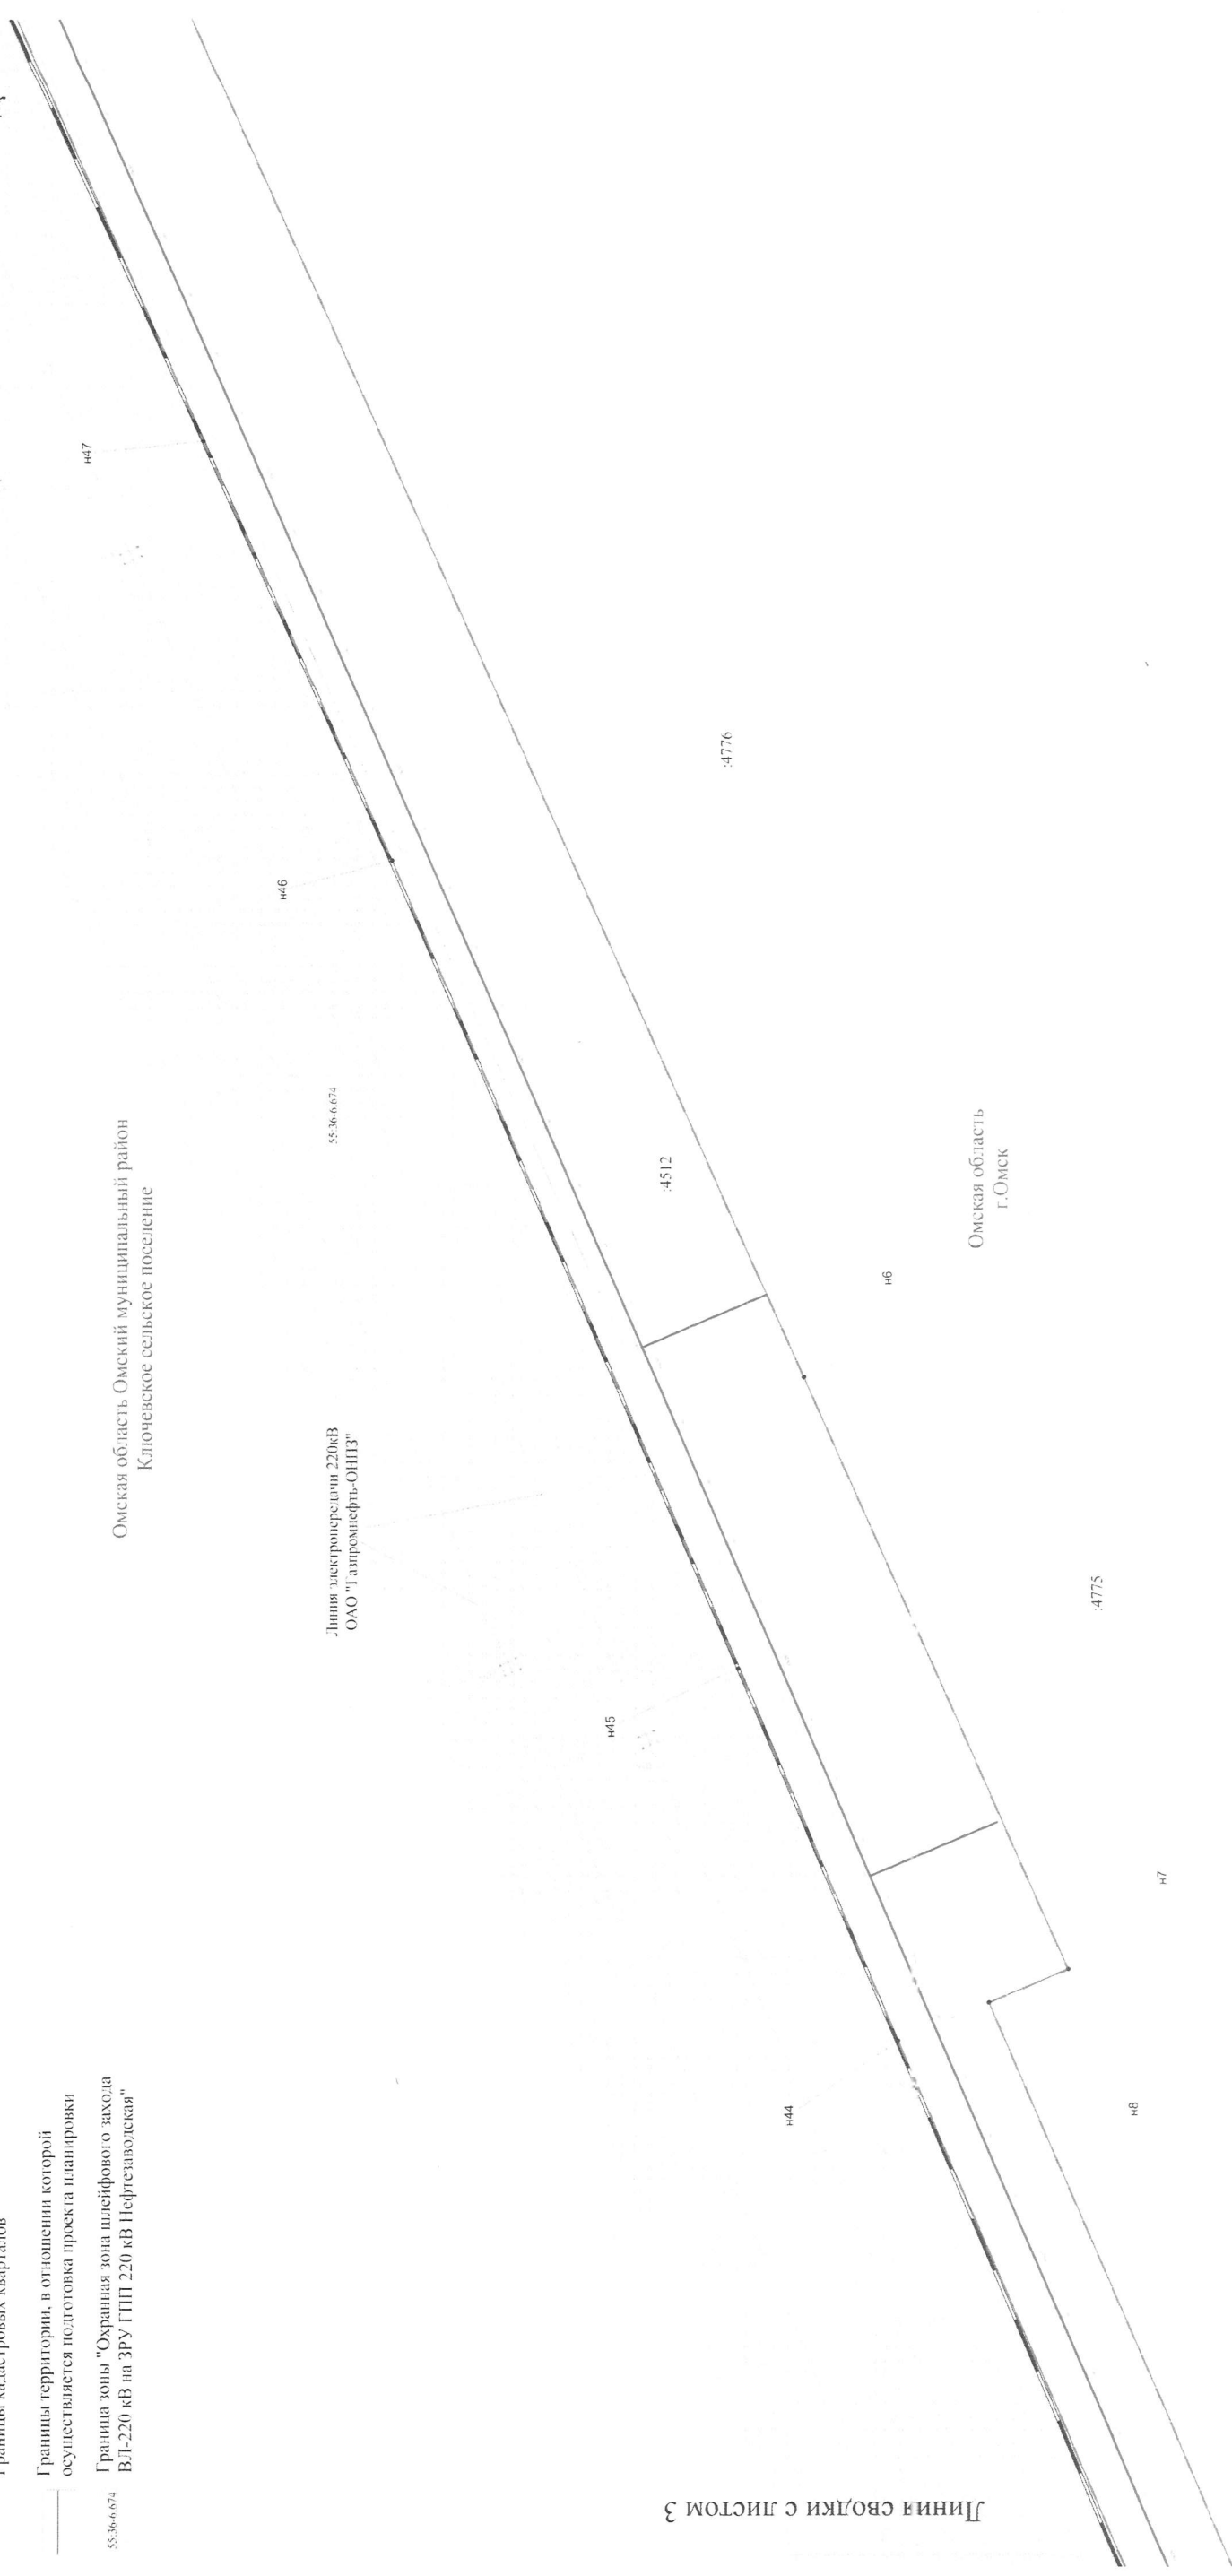 Границы кадастровых кварталов
Границы территории, в отношении которой
осуществляется подготовка проекта планировки
55:36-6.674
Граница зоны "Охранная зона шлейфового захода
ВЛ-220 кВ на ЗРУ ГПП 220 кВ Нефтезаводская"
Омская область Омский муниципальный район
Ключевское сельское поселение
н47
н46
55:36-6.674
Линия электропередачи 220кВ
ОАО "Газпромнефть-ОНПЗ"
:4776
:4512
н45
н6
Омская область
г.Омск
н44
:4775
н7
н8
Линия сводки с листом 3